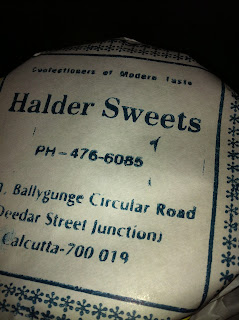 Confectioners of Modern Taste
Halder Sweets
PH-476-6085
Ballygunge Circular Road
Deedar Street Junction)
Calcutta-700 019